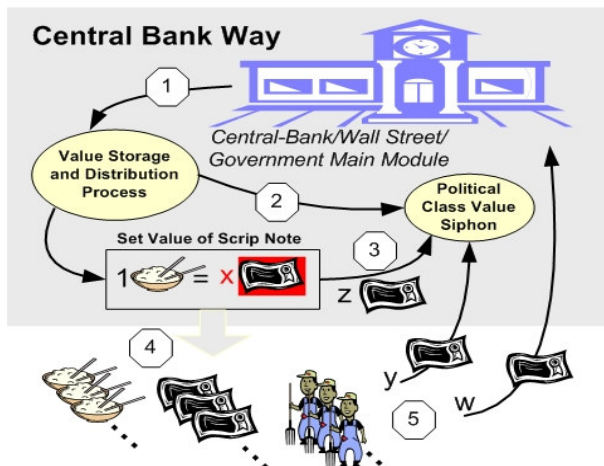 Central Bank Way
1
Central-Bank/Wall Street/
Government Main Module
Value Storage
and Distribution
Process
2
Political
Class Value
Siphon
Set Value of Scrip Note
1 = x
3
z
4
y
w
5